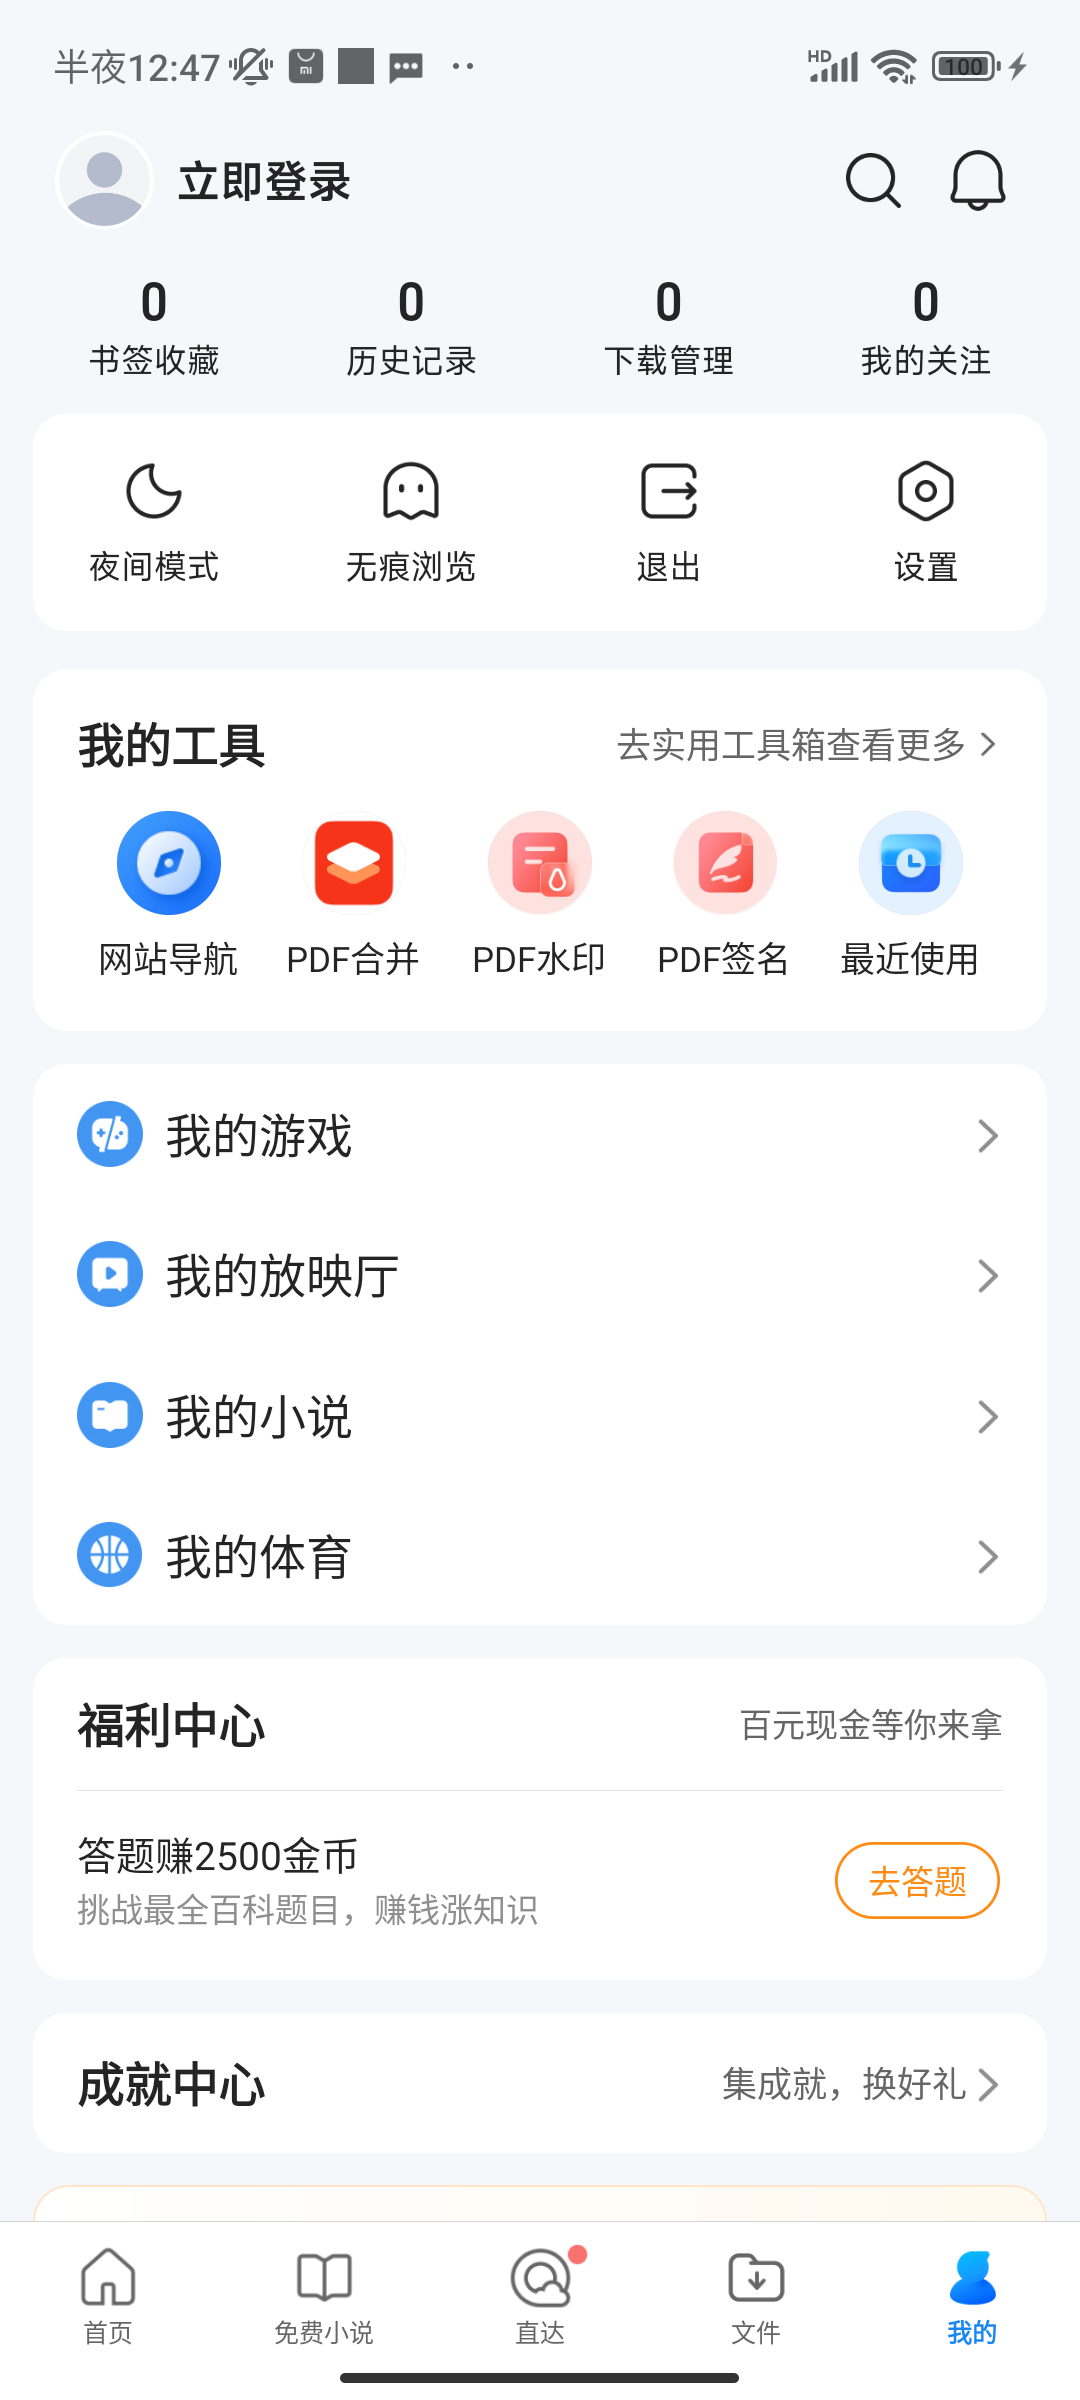 半夜12:47
HD
100
立即登录
0 0 0 0
书签收藏 历史记录 下载管理 我的关注
夜间模式 无痕浏览 退出 设置
我的工具 去实用工具箱查看更多
网站导航 PDF合并 PDF水印 PDF签名 最近使用
我的游戏
我的放映厅
我的小说
我的体育
福利中心 百元现金等你来拿
答题赚2500金币
挑战最全百科题目，赚钱涨知识
去答题
成就中心 集成就，换好礼
首页 免费小说 直达 文件 我的